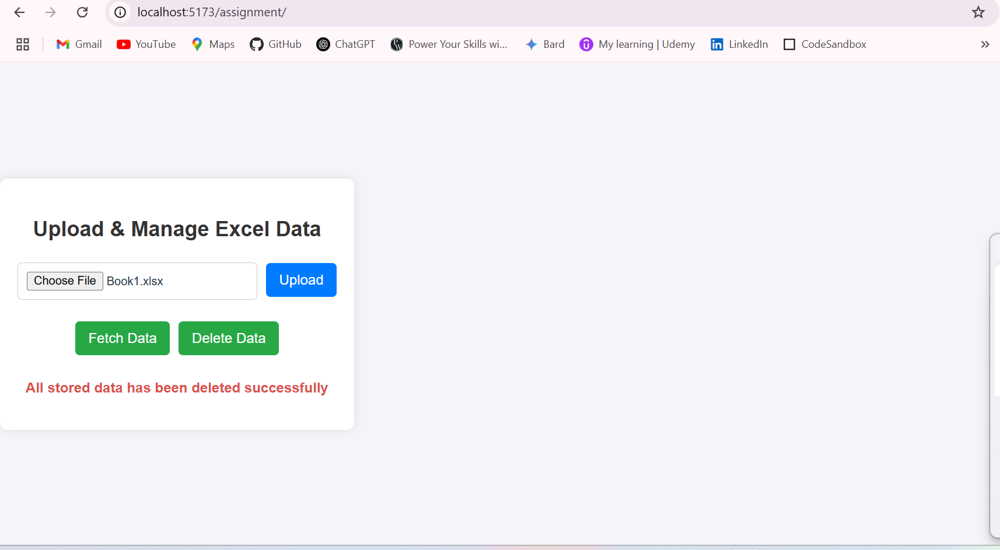 localhost:5173/assignment/
Gmail YouTube Maps GitHub ChatGPT Power Your Skills wi... Bard My learning | Udemy LinkedIn CodeSandbox
Upload & Manage Excel Data
Choose File Book1.xlsx Upload
Fetch Data Delete Data
All stored data has been deleted successfully